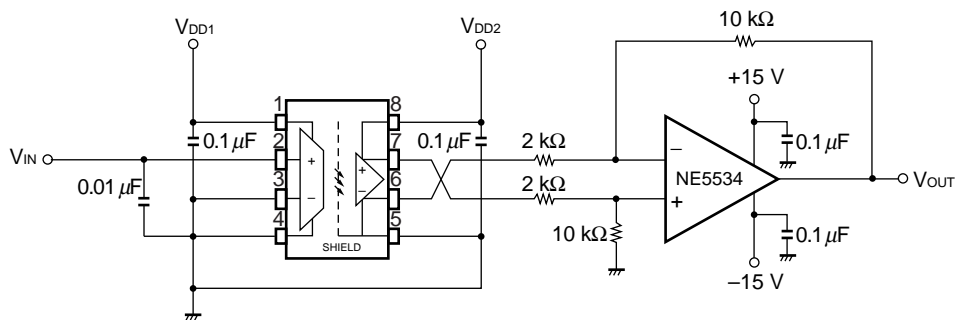 VDD1
VDD2
10 kΩ
+15 V
1
8
0.1 μF
0.1 μF
0.1 μF
2
7
2 kΩ
VIN
+
+
−
NE5534
VOUT
0.01 μF
3
6
2 kΩ
−
−
+
4
5
10 kΩ
0.1 μF
SHIELD
–15 V